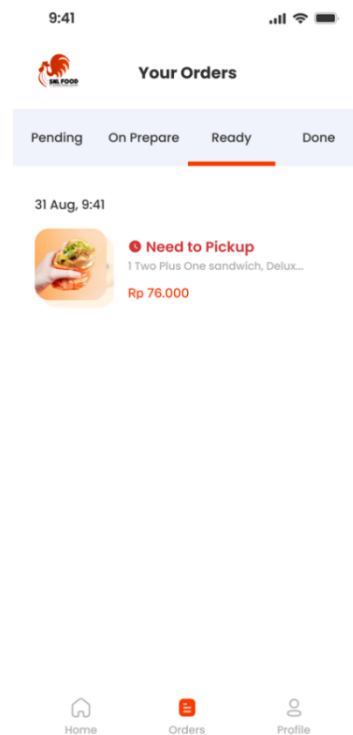 9:41
SML FOOD
Your Orders
Pending On Prepare Ready Done
31 Aug, 9:41
Need to Pickup
1 Two Plus One sandwich, Delux...
Rp 76.000
Home Orders Profile